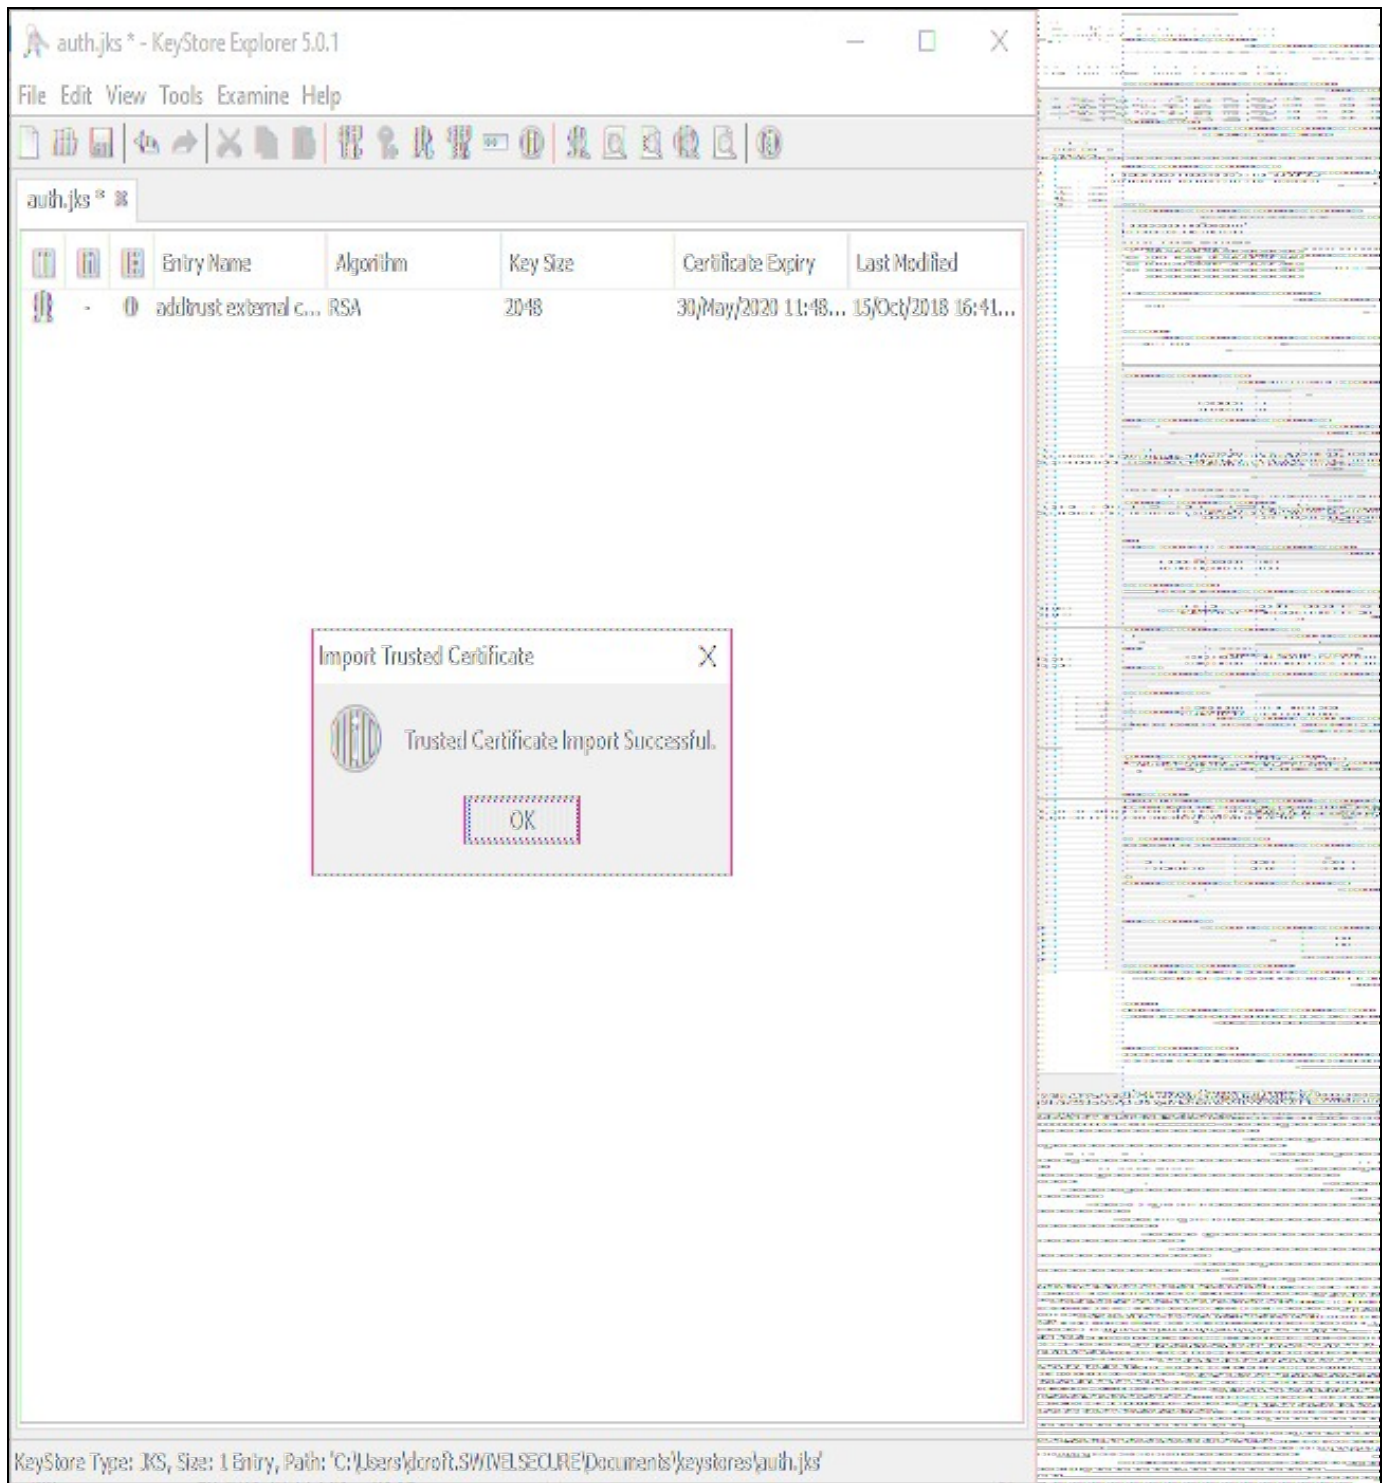 auth.jks * - KeyStore Explorer 5.0.1
File Edit View Tools Examine Help
auth.jks *
Entry Name Algorithm Key Size Certificate Expiry Last Modified
addtrust external c... RSA 2048 30/May/2020 11:48... 15/Oct/2018 16:41...
Import Trusted Certificate
Trusted Certificate Import Successful.
OK
KeyStore Type: JKS, Size: 1 Entry, Path: 'C:\Users\dcroft.SWIVELSECURE\Documents\keystores\auth.jks'